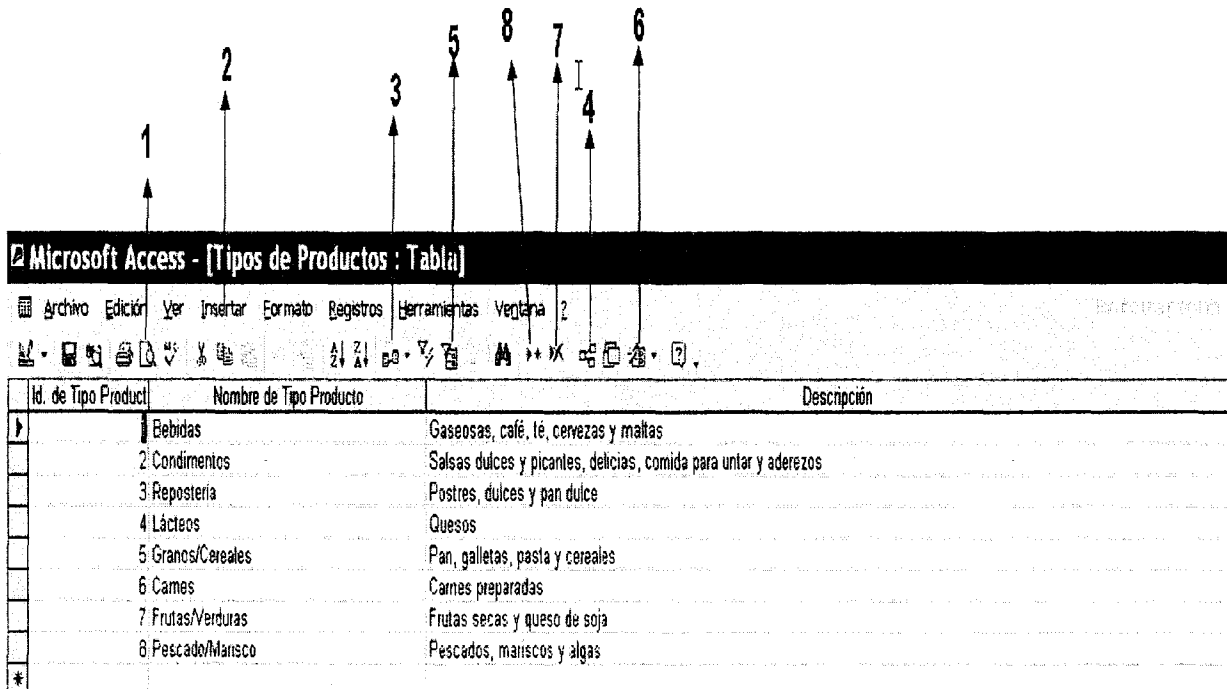 8
6
5
7
2
3
4
1
Microsoft Access - [Tipos de Productos : Tabla]
Archivo Edición Ver Insertar Formato Registros Herramientas Ventana ?
Id. de Tipo Product Nombre de Tipo Producto Descripción
1 Bebidas Gaseosas, café, té, cervezas y maltas
2 Condimentos Salsas dulces y picantes, delicias, comida para untar y aderezos
3 Repostería Postres, dulces y pan dulce
4 Lácteos Quesos
5 Granos/Cereales Pan, galletas, pasta y cereales
6 Carnes Carnes preparadas
7 Frutas/Verduras Frutas secas y queso de soja
8 Pescado/Marisco Pescados, mariscos y algas